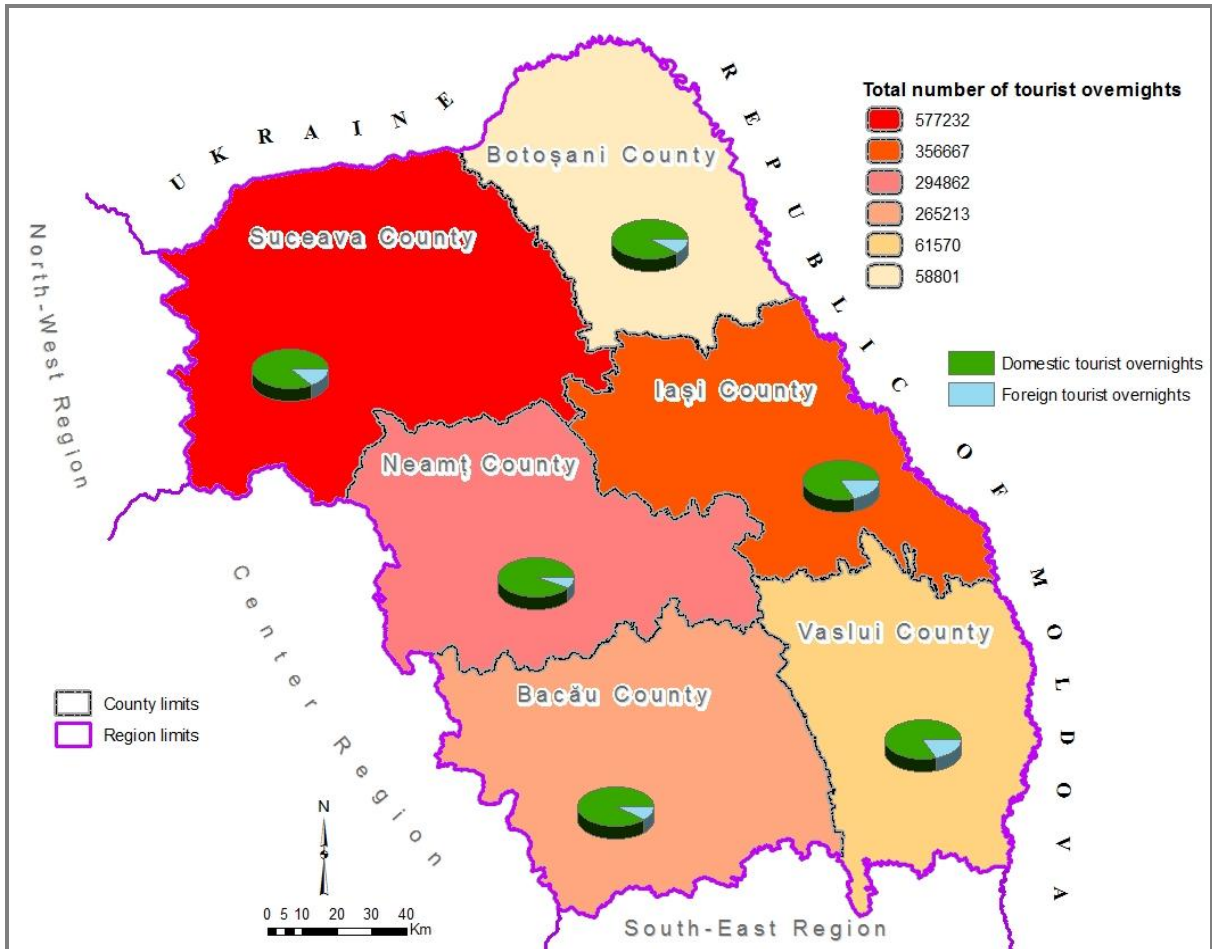 UKRAINE
REPUBLIC OF MOLDOVA
Total number of tourist overnights
577232
356667
294862
265213
61570
58801
Botoșani County
Suceava County
North-West Region
Domestic tourist overnights
Foreign tourist overnights
Iași County
Neamț County
Center Region
Vaslui County
Bacău County
County limits
Region limits
N
0 5 10 20 30 40
Km
South-East Region